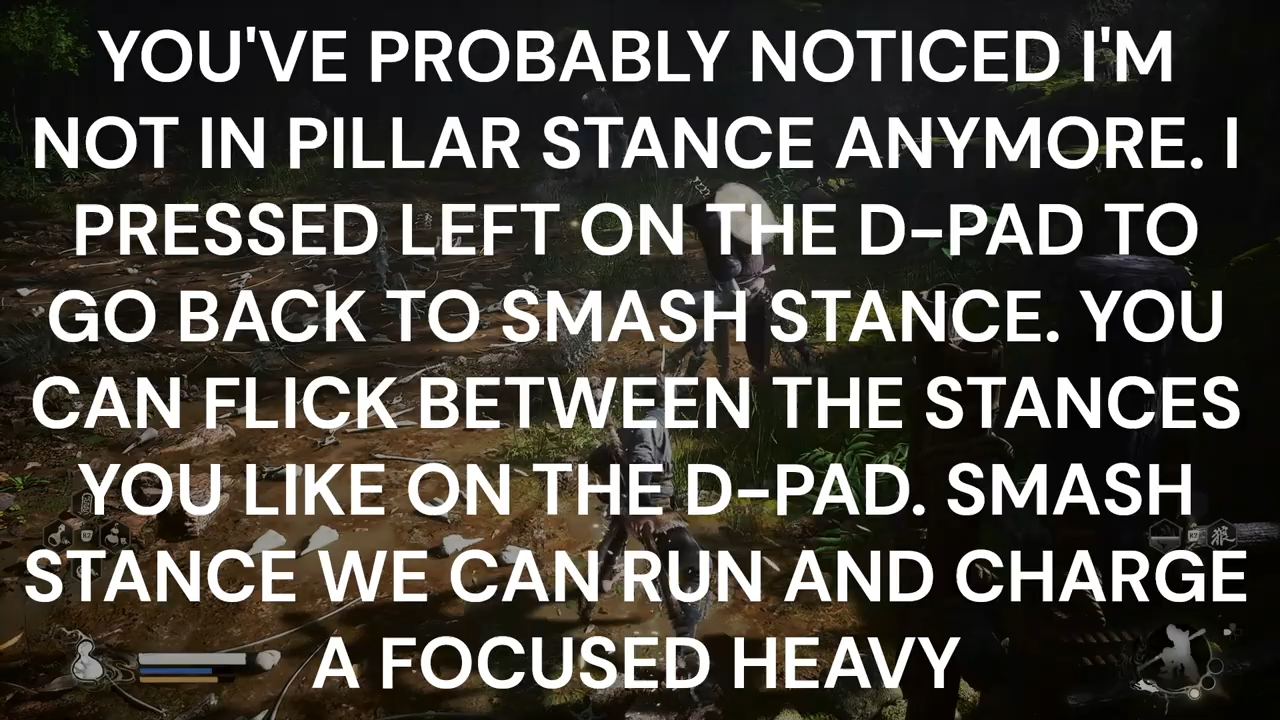 YOU'VE PROBABLY NOTICED I'M
NOT IN PILLAR STANCE ANYMORE. I
PRESSED LEFT ON THE D-PAD TO
GO BACK TO SMASH STANCE. YOU
CAN FLICK BETWEEN THE STANCES
YOU LIKE ON THE D-PAD. SMASH
STANCE WE CAN RUN AND CHARGE
A FOCUSED HEAVY